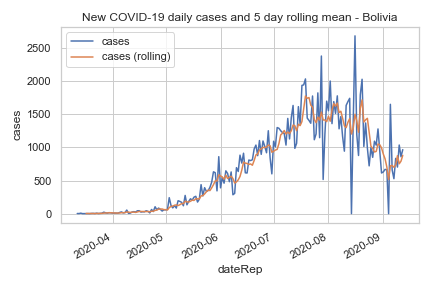 New COVID-19 daily cases and 5 day rolling mean - Bolivia
cases
cases (rolling)
2500
2000
1500
1000
500
0
cases
2020-04
2020-05
2020-06
2020-07
2020-08
2020-09
dateRep